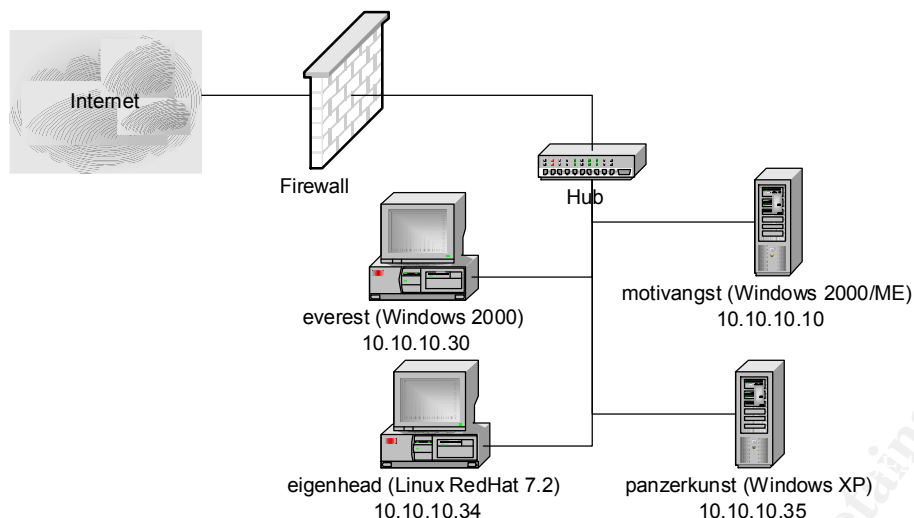 Internet
Firewall
Hub
everest (Windows 2000)
10.10.10.30
motivangst (Windows 2000/ME)
10.10.10.10
eigenhead (Linux RedHat 7.2)
10.10.10.34
panzerkunst (Windows XP)
10.10.10.35